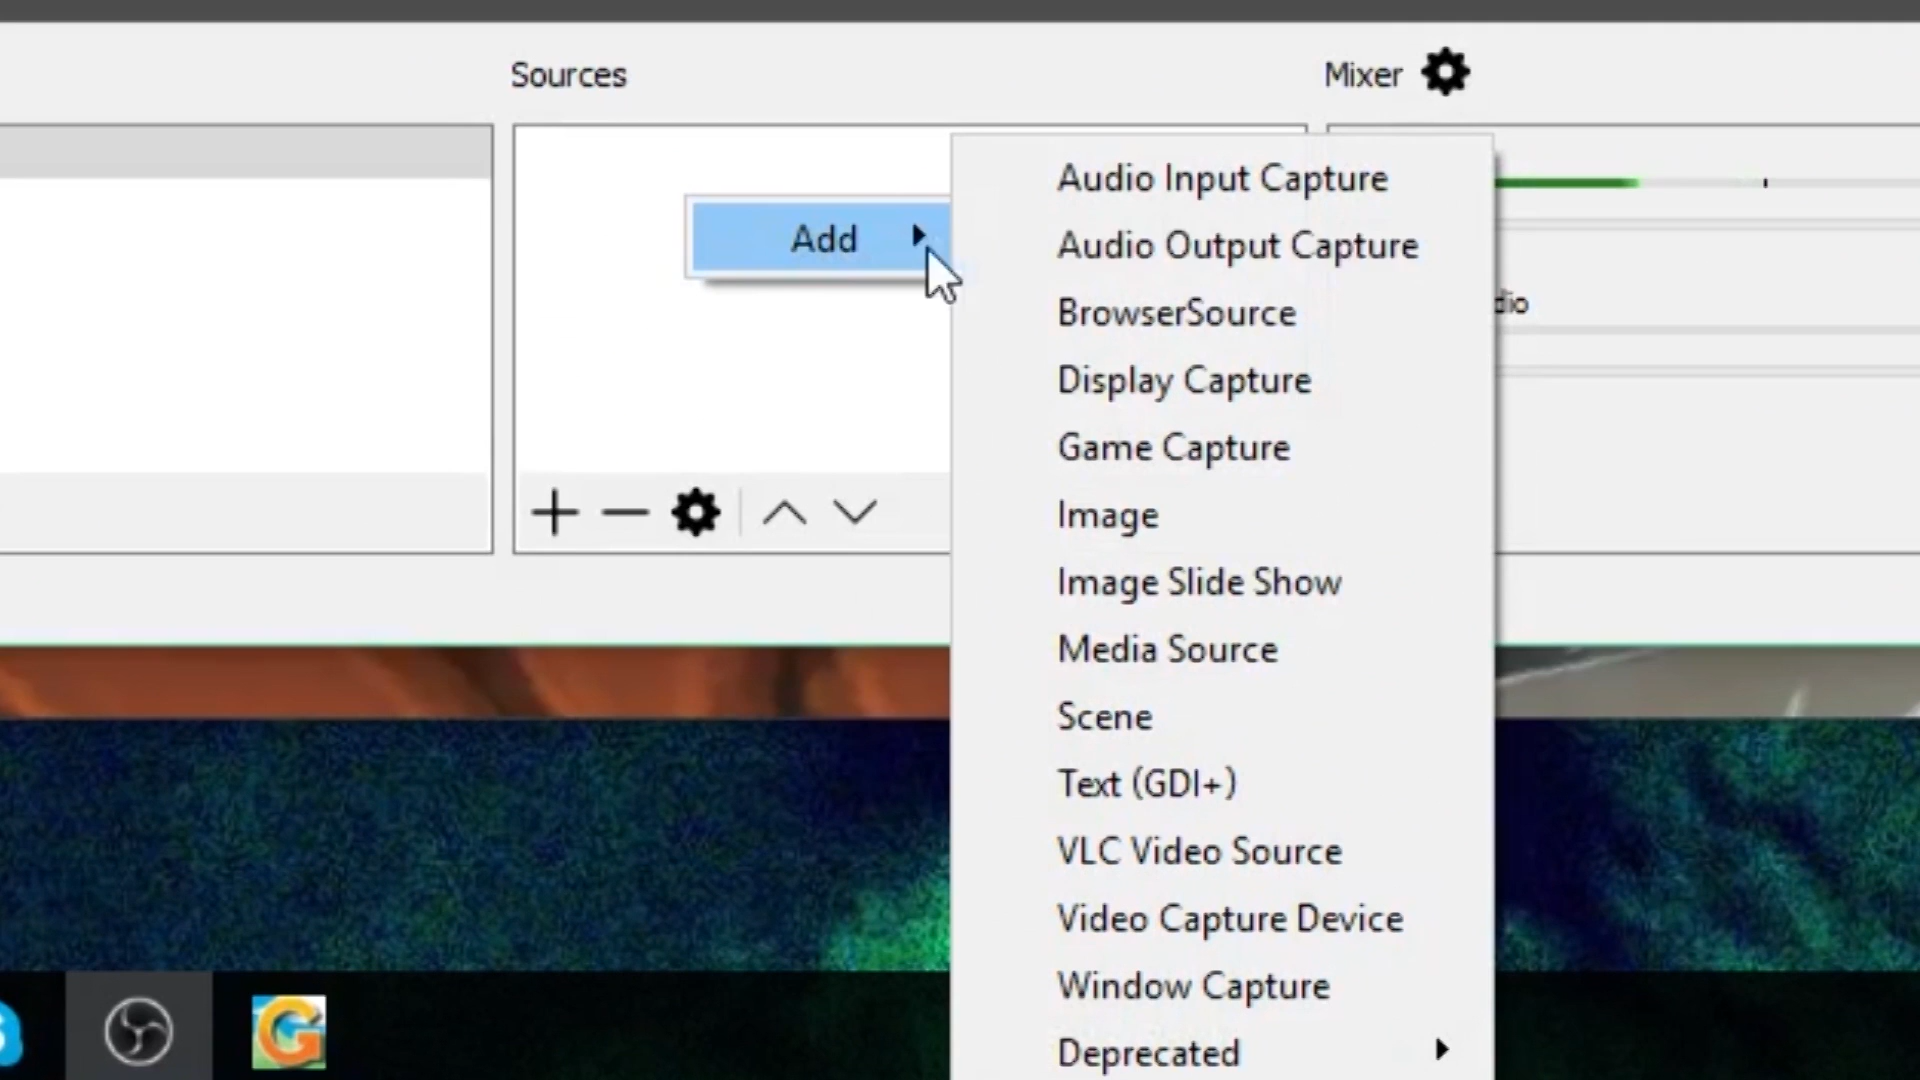 Sources
Mixer
Add
Audio Input Capture
Audio Output Capture
BrowserSource
dio
Display Capture
Game Capture
Image
Image Slide Show
Media Source
Scene
Text (GDI+)
VLC Video Source
Video Capture Device
Window Capture
Deprecated